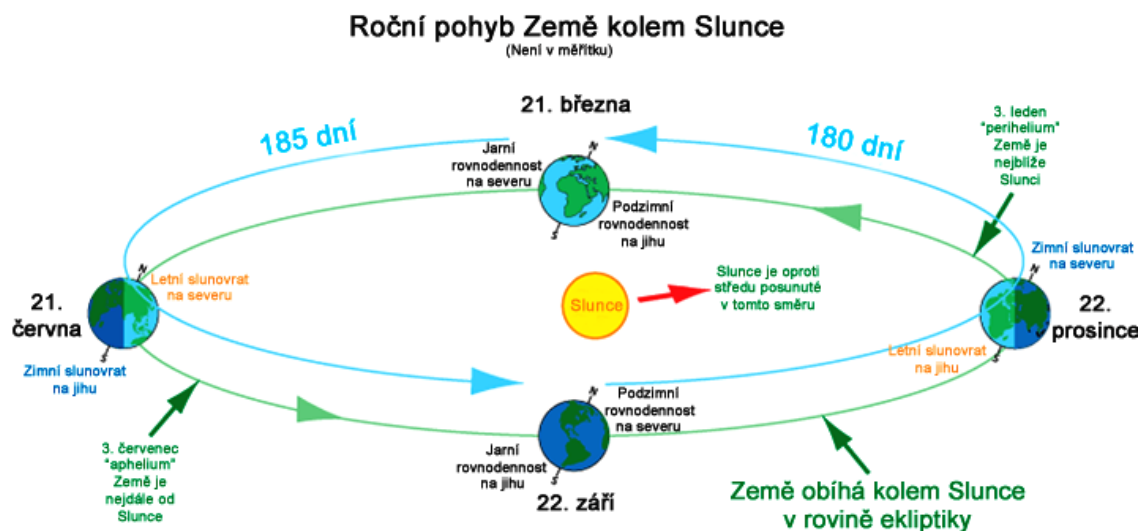 Roční pohyb Země kolem Slunce
(Není v měřítku)
21. března
185 dní
180 dní
3. leden
"perihelium"
Země je
nejblíže
Slunci
Jarní
rovnodennost
na severu
N
S
Podzimní
rovnodennost
na jihu
21.
června
N
S
Letní slunovrat
na severu
Zimní slunovrat
na jihu
Slunce
Slunce je oproti
středu posunuté
v tomto směru
Zimní slunovrat
na severu
N
S
22.
prosince
Letní slunovrat
na jihu
3. červenec
"aphelium"
Země je
nejdále od
Slunce
N
S
Podzimní
rovnodennost
na severu
Jarní
rovnodennost
na jihu
22. září
Země obíhá kolem Slunce
v rovině ekliptiky